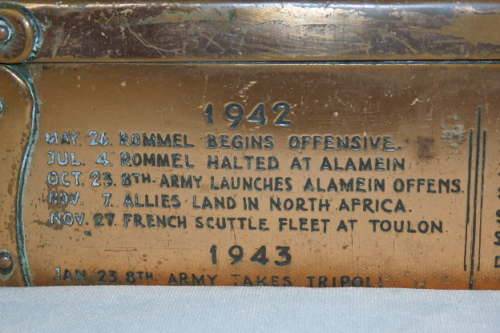 1942
MAY. 26. ROMMEL BEGINS OFFENSIVE.
JUL. 4. ROMMEL HALTED AT ALAMEIN
OCT. 23. 8TH. ARMY LAUNCHES ALAMEIN OFFENS.
NOV. 7. ALLIES LAND IN NORTH AFRICA.
NOV. 27. FRENCH SCUTTLE FLEET AT TOULON.
1943
JAN. 23 8TH. ARMY TAKES TRIPOLI